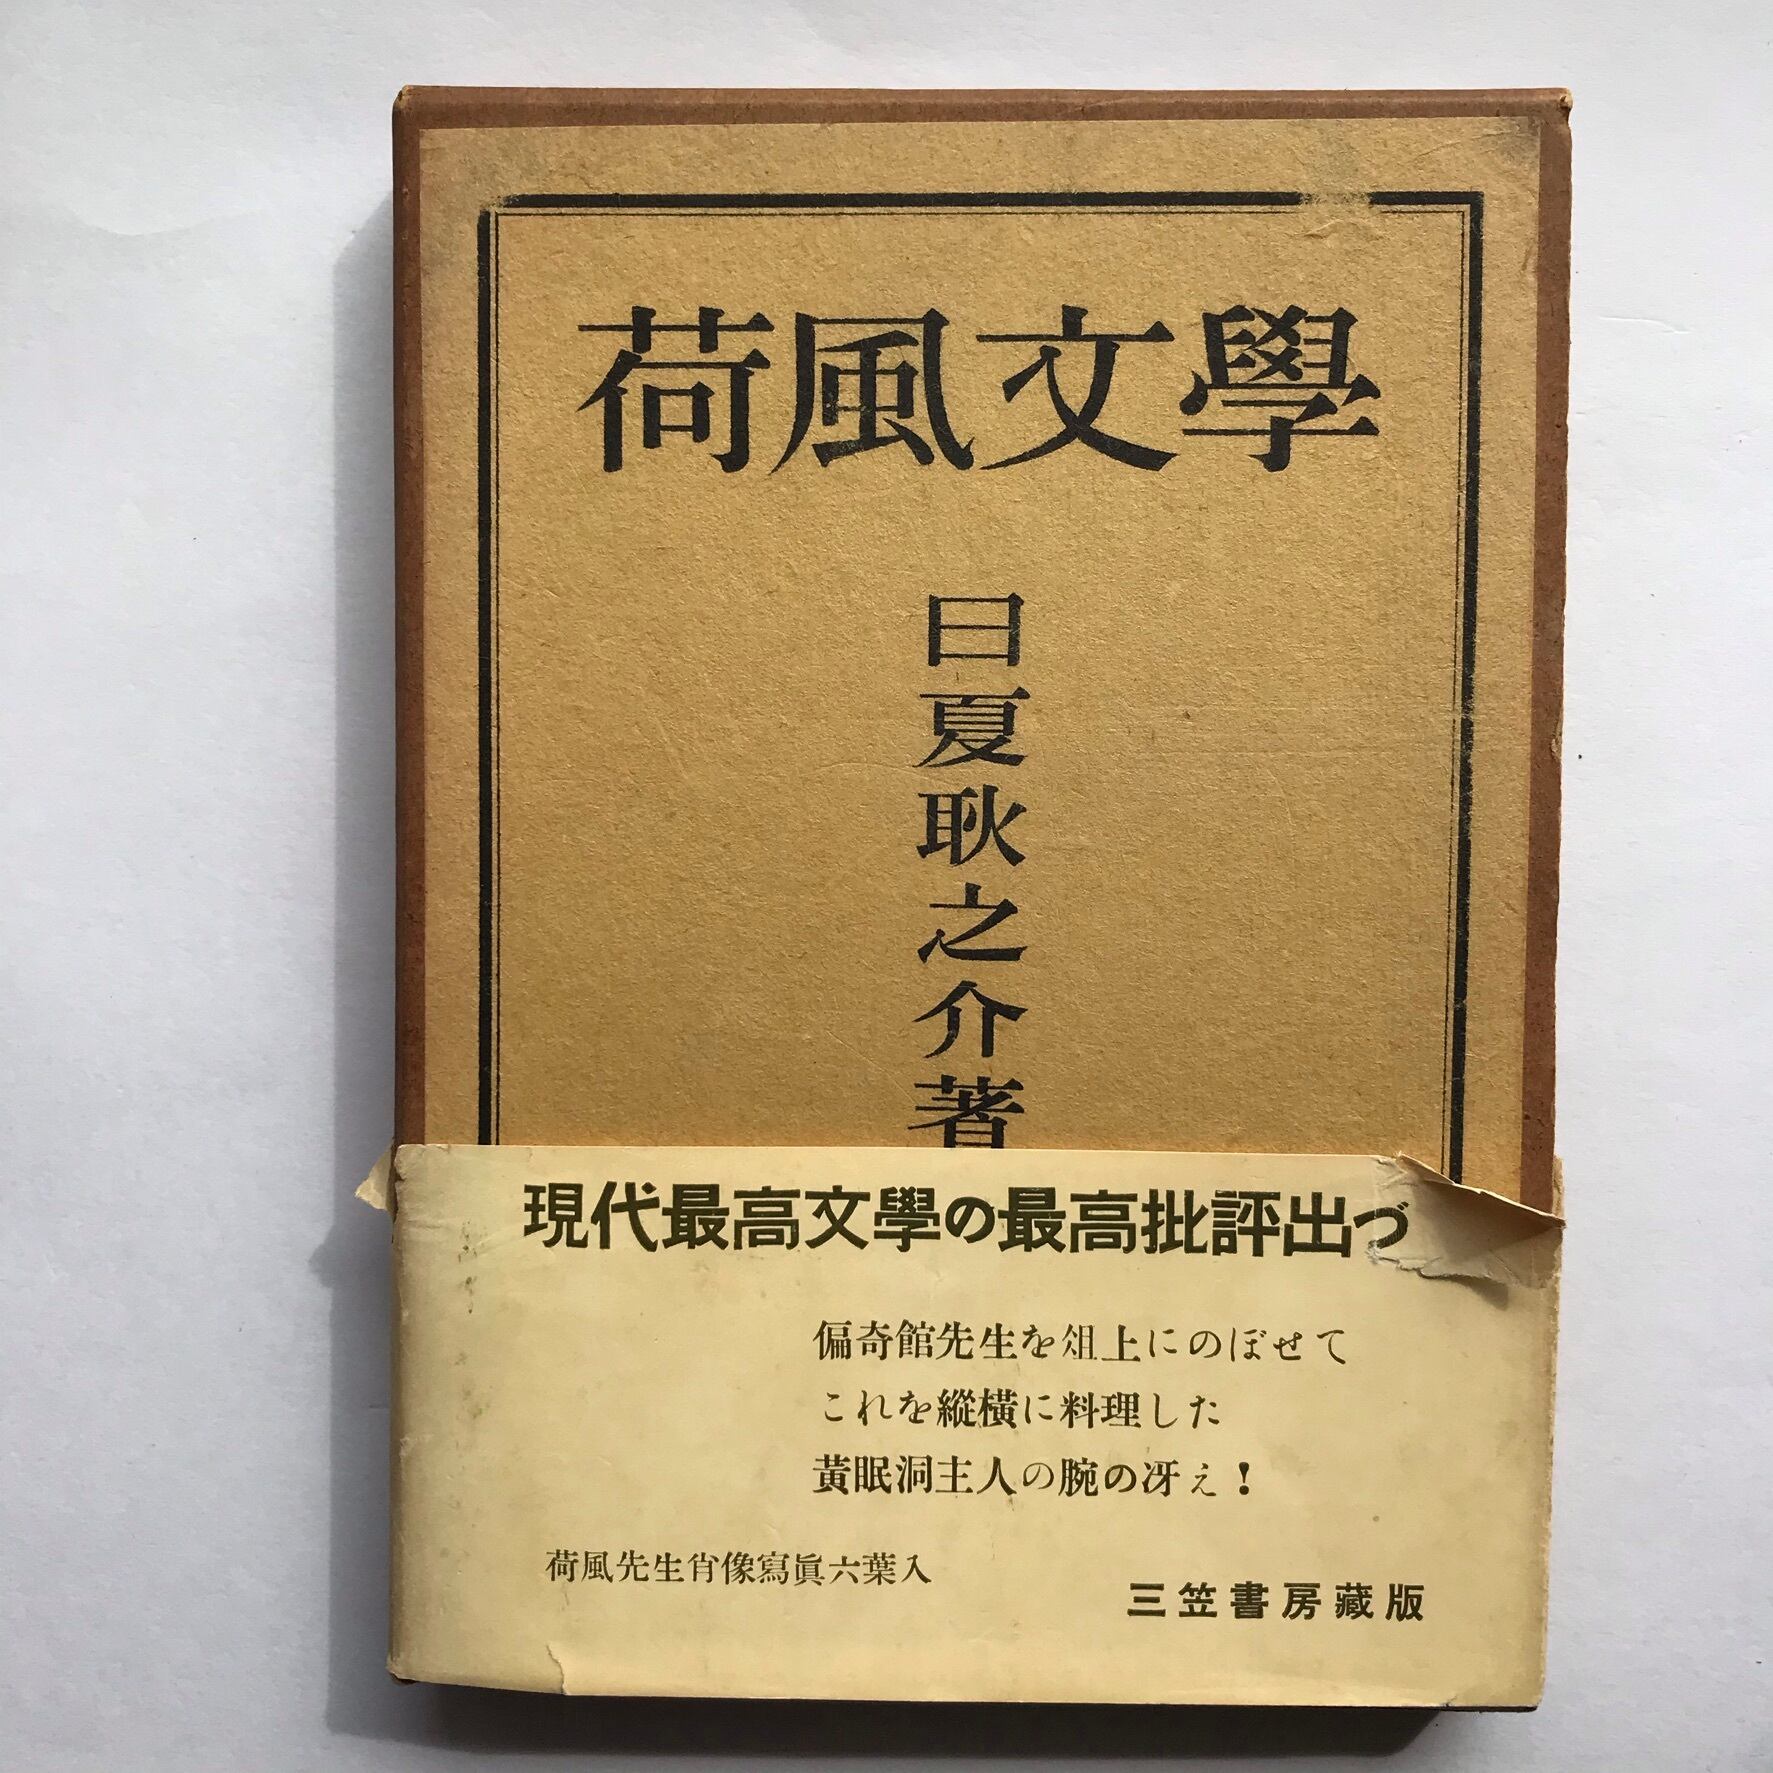 荷風文學
日夏耿之介著
現代最高文學の最高批評出づ
偏奇館先生を俎上にのぼせて
これを縱橫に料理した
黃眠洞主人の腕の冴え!
荷風先生肖像寫眞六葉入
三笠書房藏版